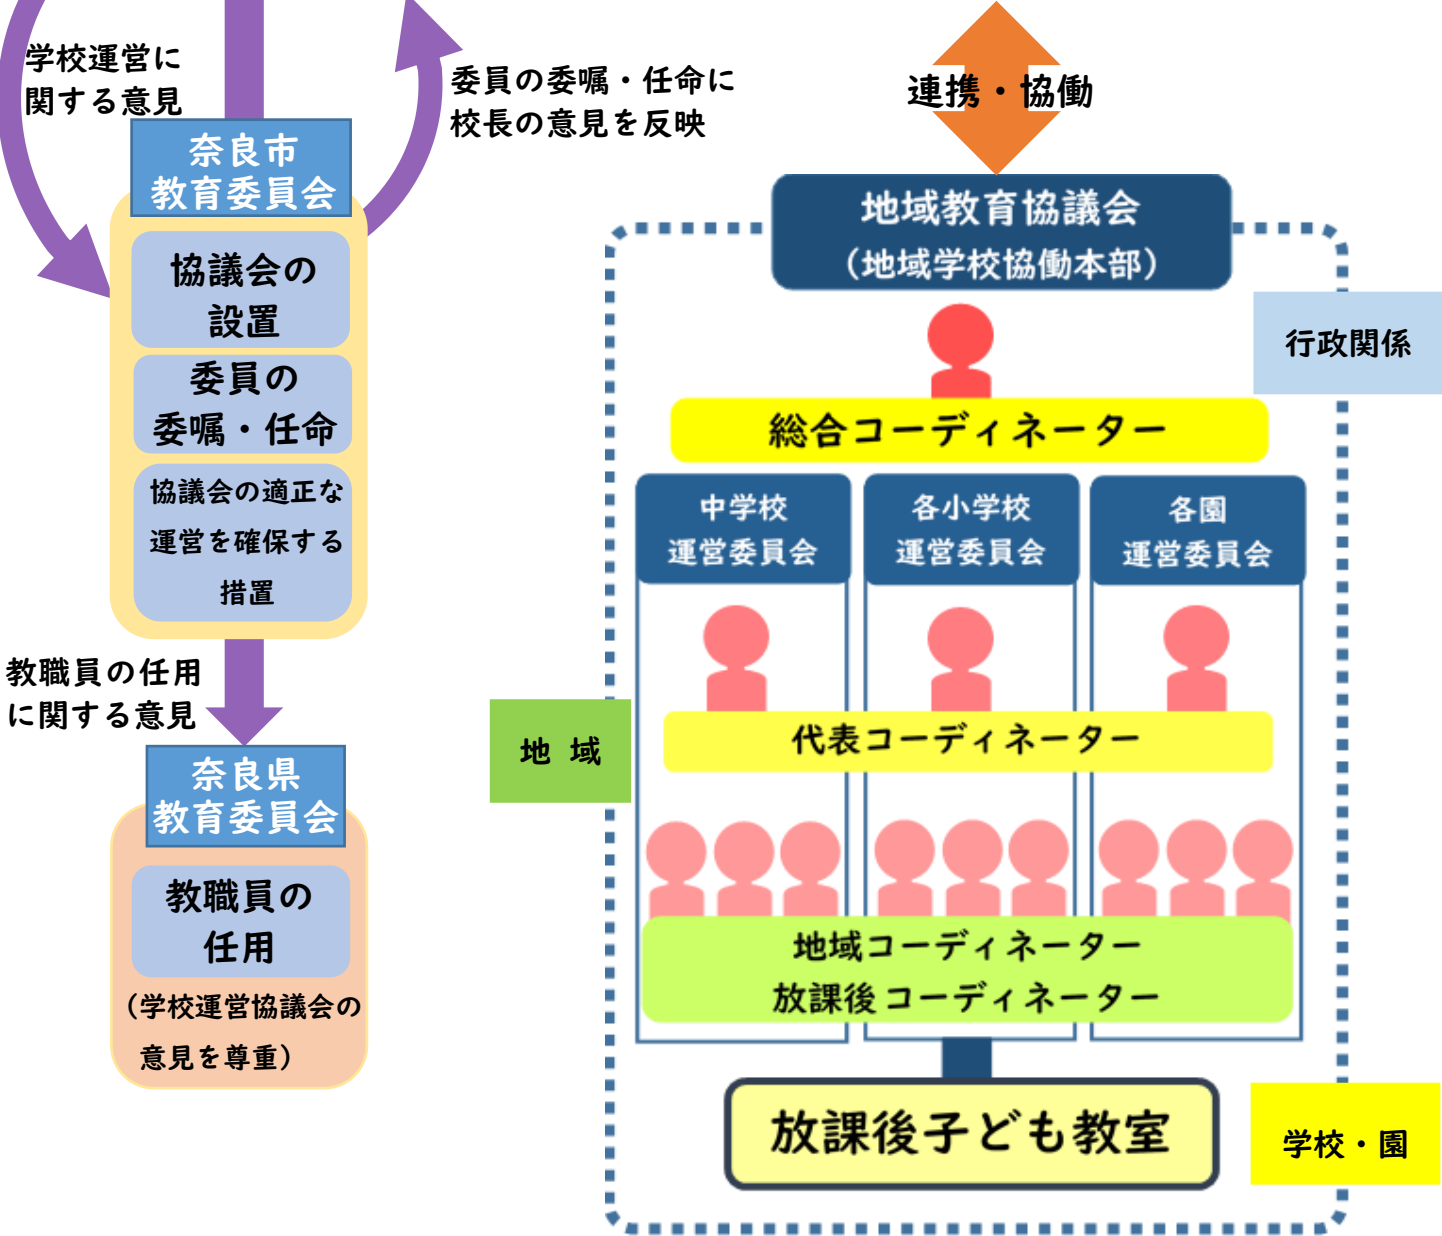 学校運営に
関する意見
委員の委嘱・任命に
校長の意見を反映
奈良市
教育委員会
協議会の
設置
委員の
委嘱・任命
協議会の適正な
運営を確保する
措置
教職員の任用
に関する意見
奈良県
教育委員会
教職員の
任用
（学校運営協議会の
意見を尊重）
連携・協働
地域教育協議会
（地域学校協働本部）
行政関係
総合コーディネーター
中学校
運営委員会
各小学校
運営委員会
各園
運営委員会
代表コーディネーター
地 域
地域コーディネーター
放課後コーディネーター
放課後子ども教室
学校・園